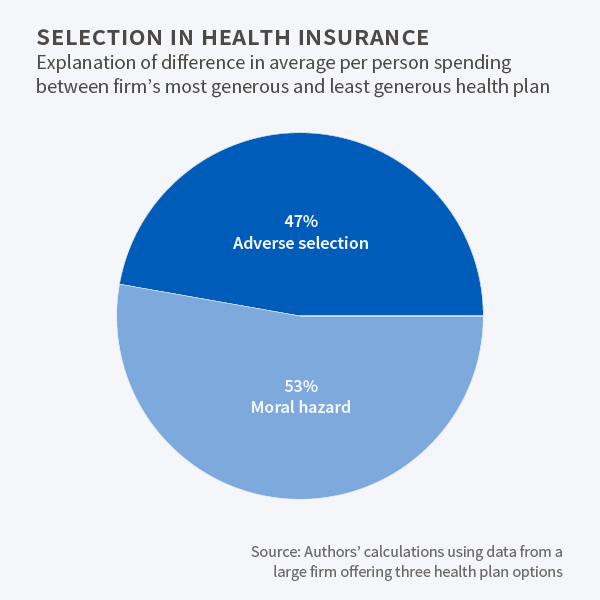 SELECTION IN HEALTH INSURANCE
Explanation of difference in average per person spending
between firm’s most generous and least generous health plan
47%
Adverse selection
53%
Moral hazard
Source: Authors’ calculations using data from a
large firm offering three health plan options